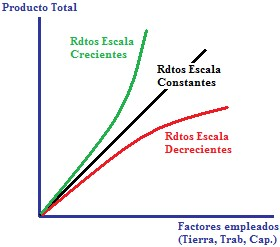 Producto Total
Rdtos Escala
Crecientes
Rdtos Escala
Constantes
Rdtos Escala
Decrecientes
Factores empleados
(Tierra, Trab, Cap.)